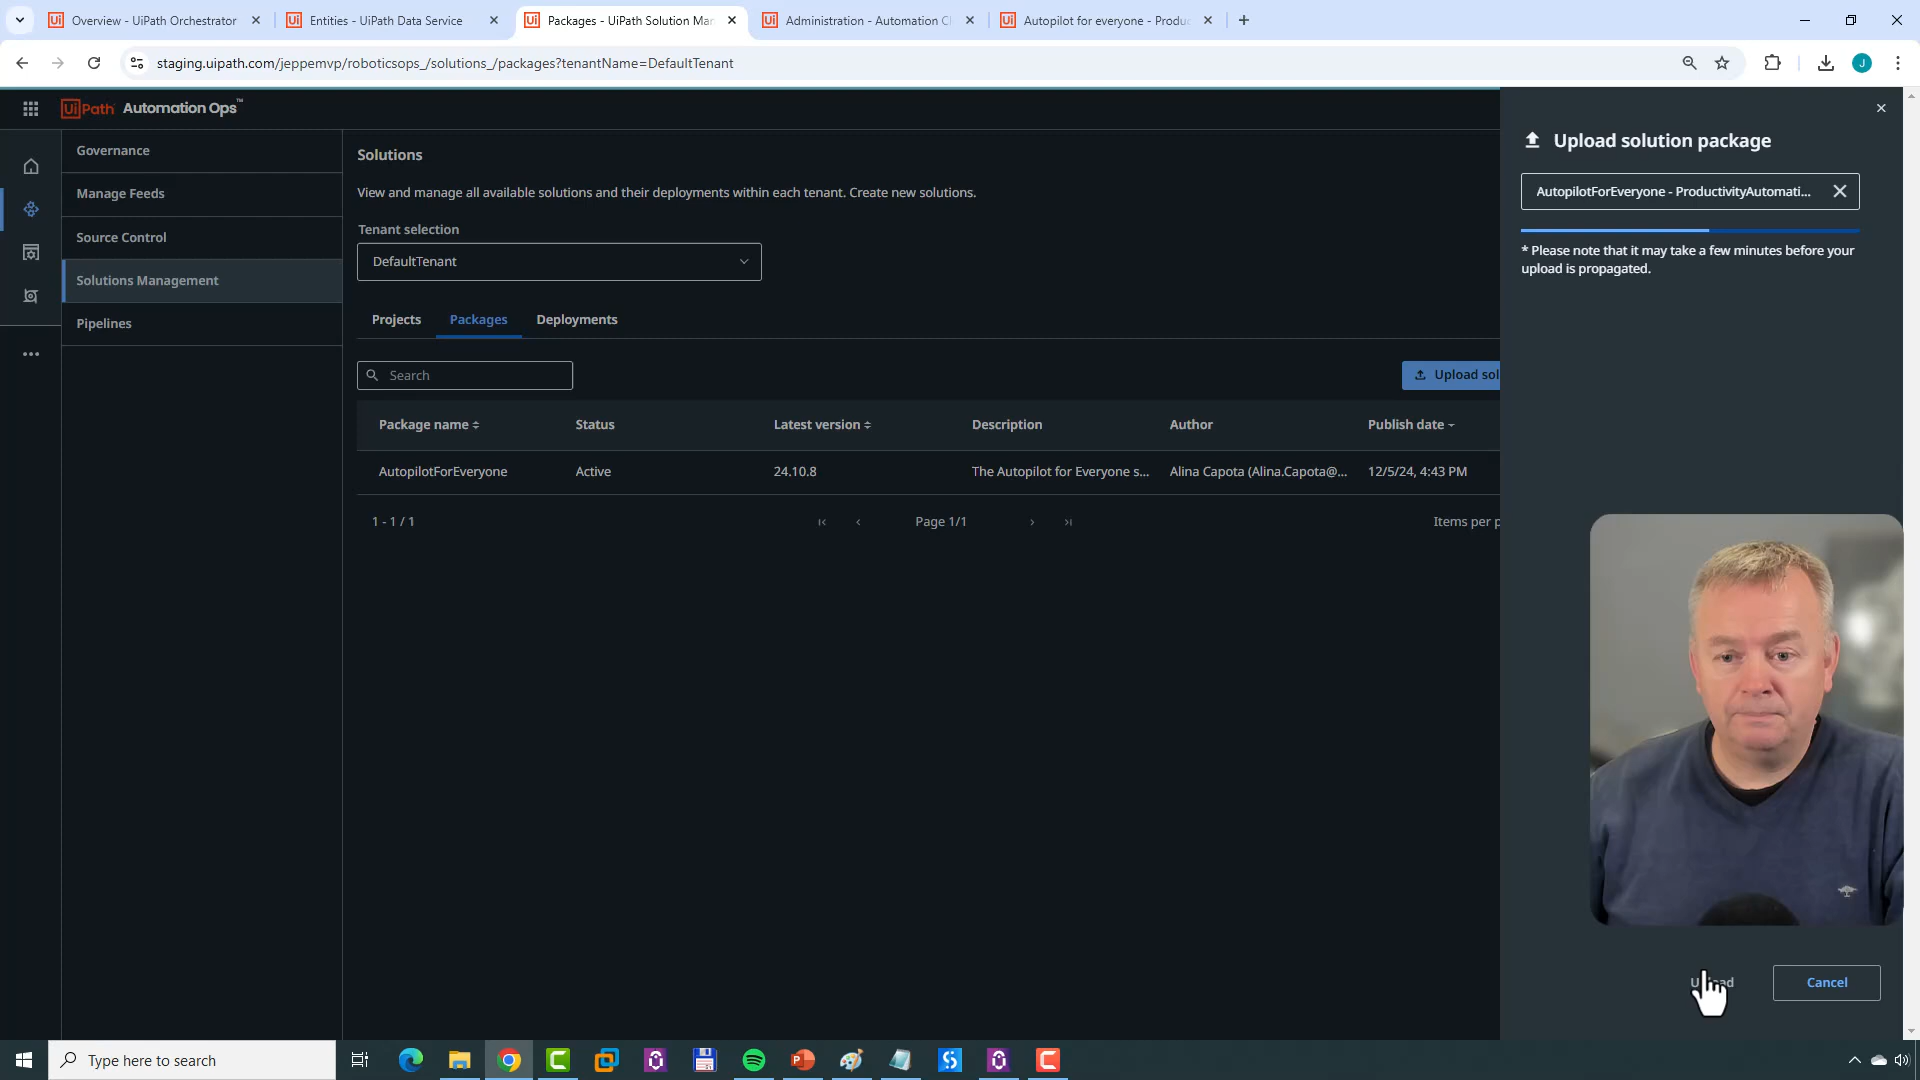 Overview - UiPath Orchestrator
Entities - UiPath Data Service
Packages - UiPath Solution Mar
Administration - Automation Cl
Autopilot for everyone - Produc
staging.uipath.com/jeppemvp/roboticsops_/solutions_/packages?tenantName=DefaultTenant
J
UiPath Automation Ops™
Governance
Manage Feeds
Source Control
Solutions Management
Pipelines
Solutions
View and manage all available solutions and their deployments within each tenant. Create new solutions.
Tenant selection
DefaultTenant
Projects Packages Deployments
Search
Upload sol
Package name Status Latest version Description Author Publish date
AutopilotForEveryone Active 24.10.8 The Autopilot for Everyone s... Alina Capota (Alina.Capota@... 12/5/24, 4:43 PM
1 - 1 / 1 Page 1/1 Items per p
Upload solution package
AutopilotForEveryone - ProductivityAutomati...
* Please note that it may take a few minutes before your
upload is propagated.
Cancel
Type here to search